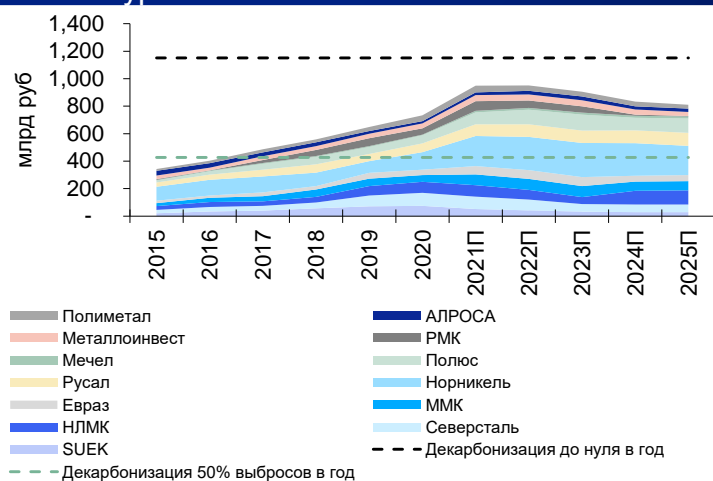 1,400
1,200
1,000
800
600
400
200
-
млрд руб
2015
2016
2017
2018
2019
2020
2021П
2022П
2023П
2024П
2025П
Полиметал
АЛРОСА
Металлоинвест
РМК
Мечел
Полюс
Русал
Норникель
Евраз
ММК
НЛМК
Северсталь
SUEK
Декарбонизация до нуля в год
Декарбонизация 50% выбросов в год